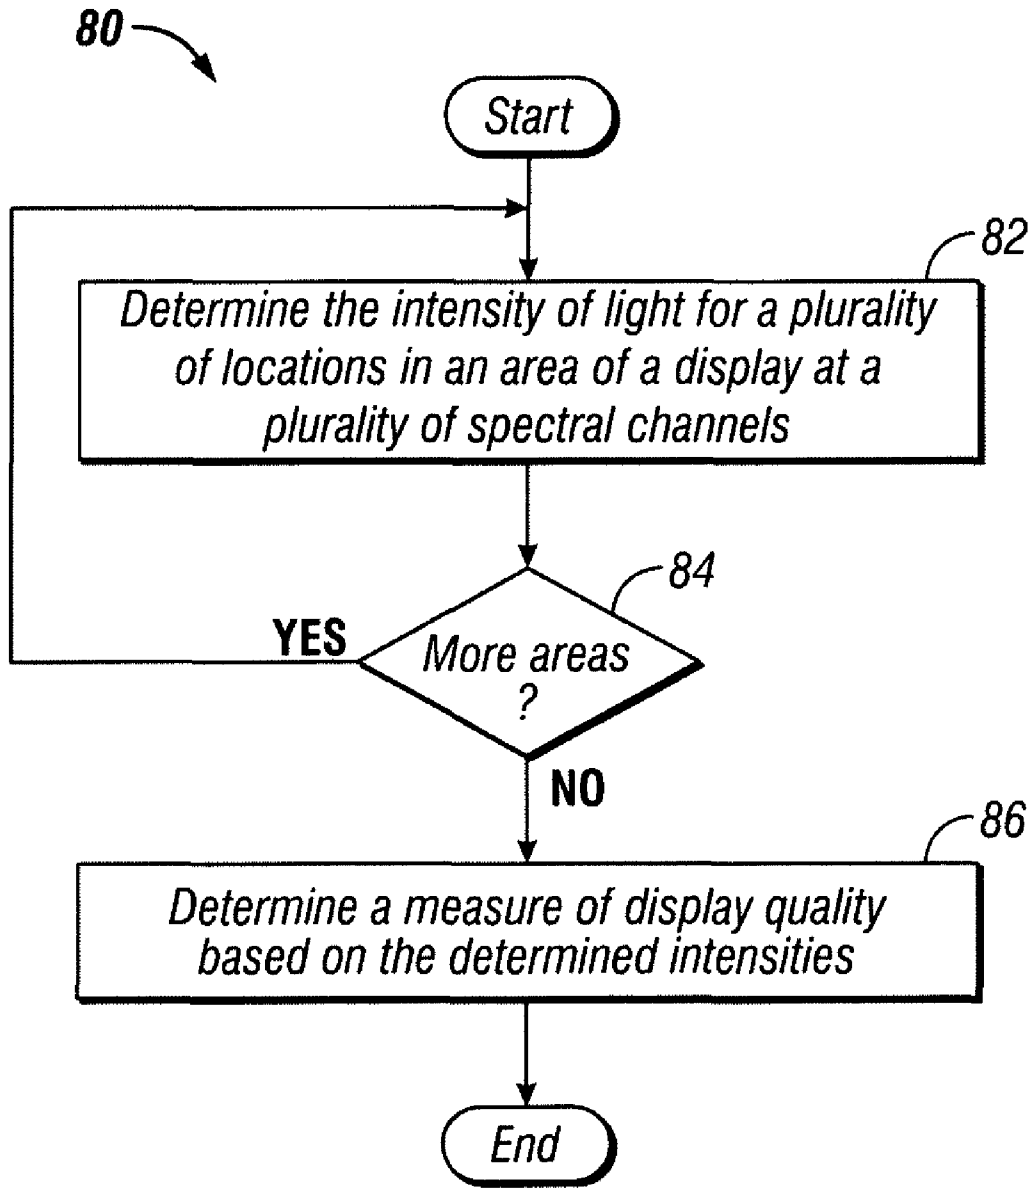 80
Start
82
Determine the intensity of light for a plurality
of locations in an area of a display at a
plurality of spectral channels
84
YES
More areas
?
NO
86
Determine a measure of display quality
based on the determined intensities
End